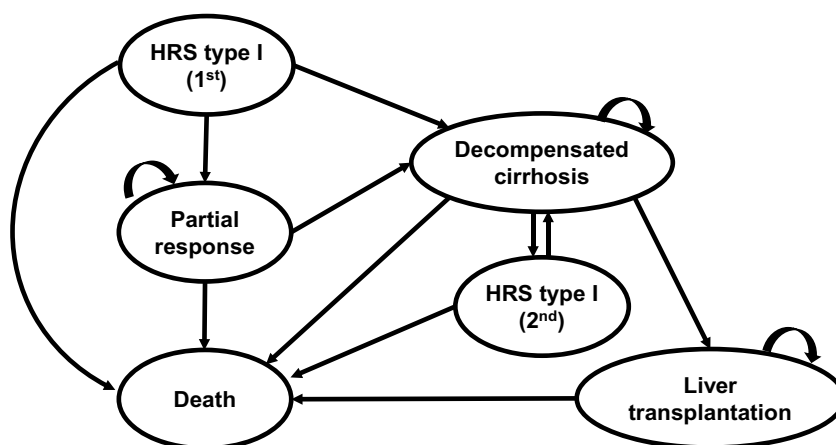 HRS type I
(1st)
Decompensated
cirrhosis
Partial
response
HRS type I
(2nd)
Death
Liver
transplantation